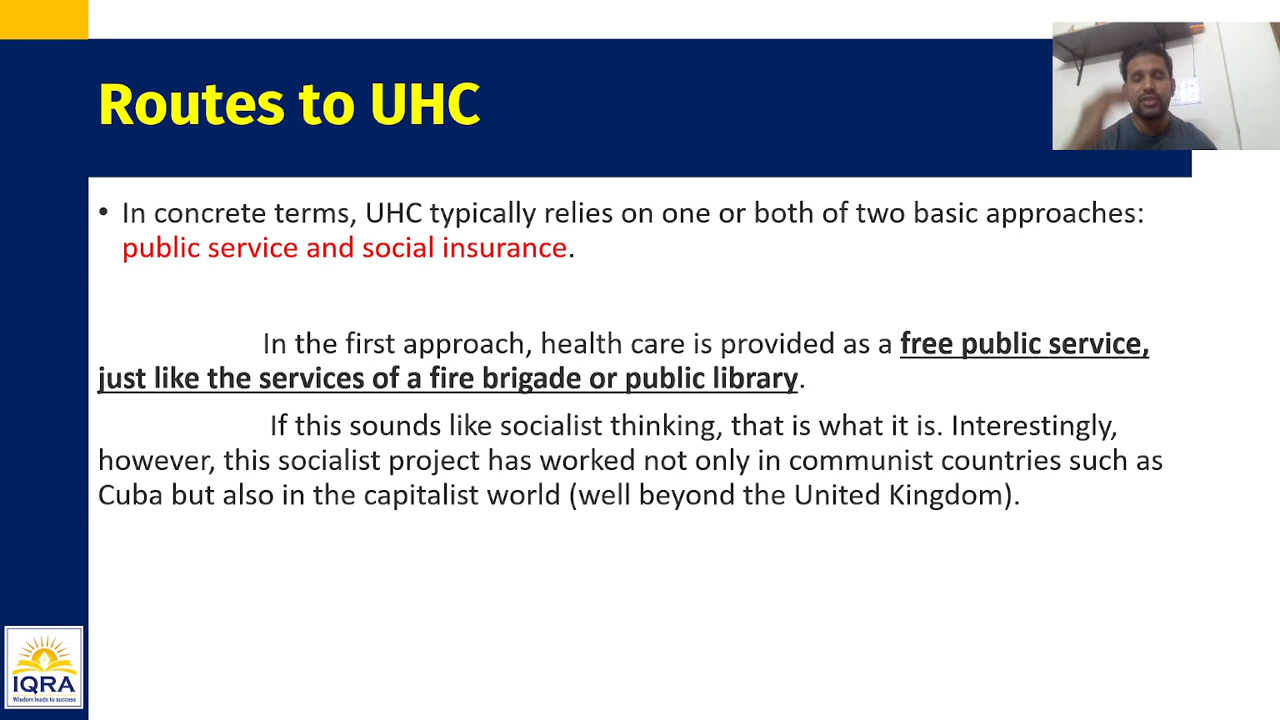 Routes to UHC
• In concrete terms, UHC typically relies on one or both of two basic approaches:
public service and social insurance.
In the first approach, health care is provided as a free public service,
just like the services of a fire brigade or public library.
If this sounds like socialist thinking, that is what it is. Interestingly,
however, this socialist project has worked not only in communist countries such as
Cuba but also in the capitalist world (well beyond the United Kingdom).
IQRA
Wisdom leads to success